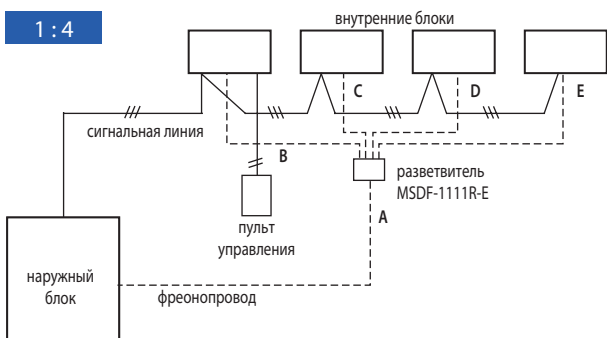 1 : 4
внутренние блоки
C
D
E
сигнальная линия
B
разветвитель
MSDF-1111R-E
A
пульт
управления
наружный
блок
фреонопровод